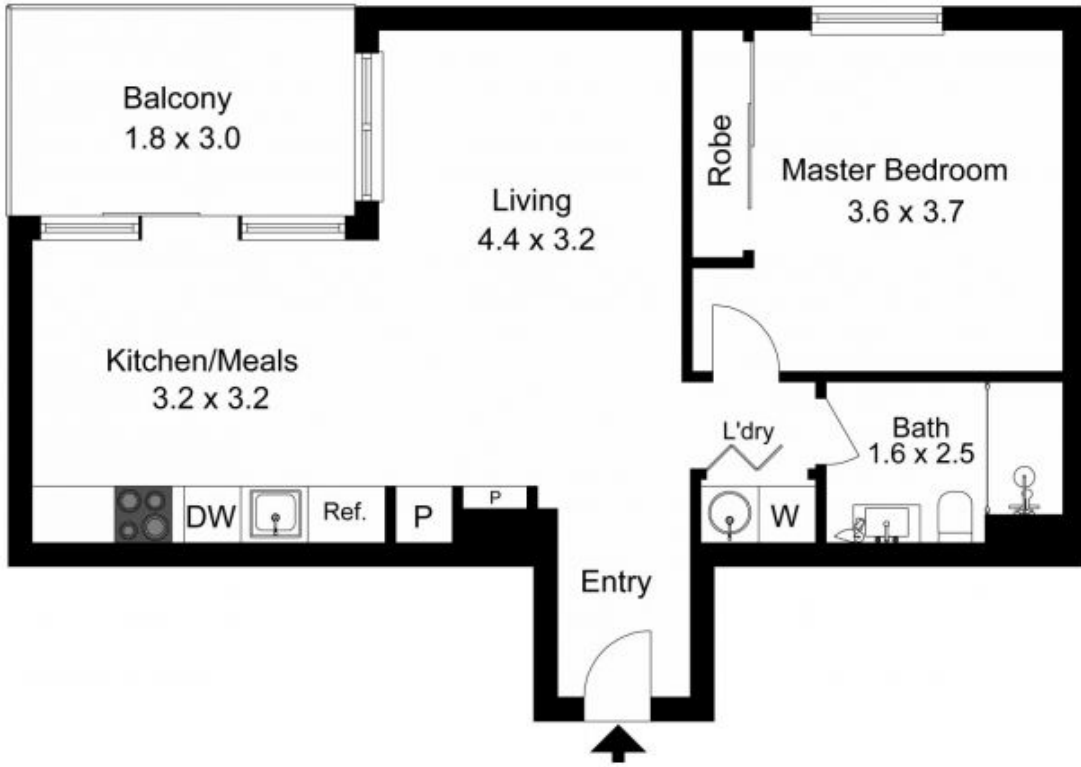 Balcony
1.8 x 3.0
Living
4.4 x 3.2
Robe
Master Bedroom
3.6 x 3.7
Kitchen/Meals
3.2 x 3.2
L'dry
Bath
1.6 x 2.5
DW
Ref.
P
P
W
Entry